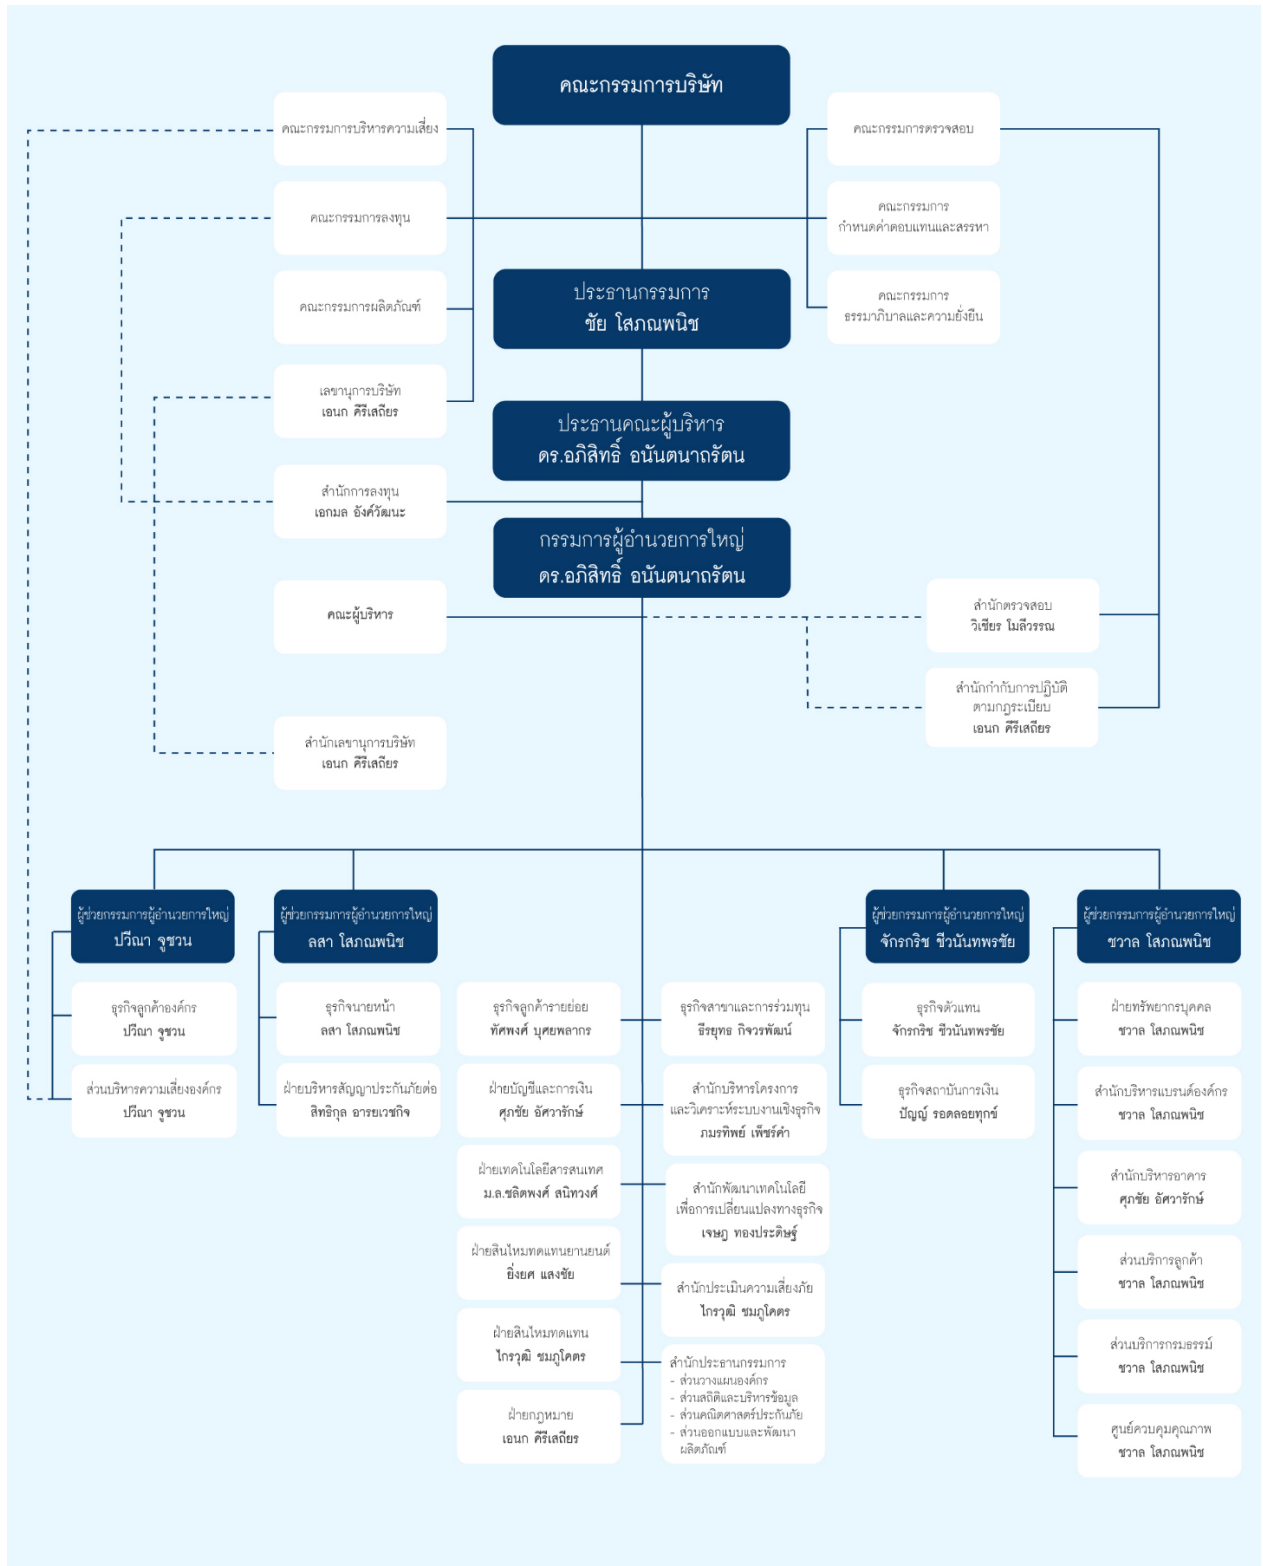 คณะกรรมการบริษัท
คณะกรรมการบริหารความเสี่ยง
คณะกรรมการตรวจสอบ
คณะกรรมการลงทุน
คณะกรรมการ
กำหนดค่าตอบแทนและสรรหา
คณะกรรมการผลิตภัณฑ์
ประธานกรรมการ
ชัย โสภณพนิช
คณะกรรมการ
ธรรมาภิบาลและความยั่งยืน
เลขานุการบริษัท
เอนก คีรีเสถียร
ประธานคณะผู้บริหาร
ดร.อภิสิทธิ์ อนันตนาถรัตน
สำนักการลงทุน
เอกมล อังค์วัฒนะ
กรรมการผู้อำนวยการใหญ่
ดร.อภิสิทธิ์ อนันตนาถรัตน
คณะผู้บริหาร
สำนักตรวจสอบ
วิเชียร โมลีวรรณ
สำนักกำกับการปฏิบัติ
ตามกฎระเบียบ
เอนก คีรีเสถียร
สำนักเลขานุการบริษัท
เอนก คีรีเสถียร
ผู้ช่วยกรรมการผู้อำนวยการใหญ่
ปวีณา จูชวน
ผู้ช่วยกรรมการผู้อำนวยการใหญ่
ลสา โสภณพนิช
ผู้ช่วยกรรมการผู้อำนวยการใหญ่
จักรกริช ชีวนันทพรชัย
ผู้ช่วยกรรมการผู้อำนวยการใหญ่
ชวาล โสภณพนิช
ธุรกิจลูกค้าองค์กร
ปวีณา จูชวน
ส่วนบริหารความเสี่ยงองค์กร
ปวีณา จูชวน
ธุรกิจนายหน้า
ลสา โสภณพนิช
ฝ่ายบริหารสัญญาประกันภัยต่อ
สิทธิกุล อารยเวชกิจ
ธุรกิจลูกค้ารายย่อย
ทัศพงศ์ บุศยพลากร
ฝ่ายบัญชีและการเงิน
ศุภชัย อัศวารักษ์
ฝ่ายเทคโนโลยีสารสนเทศ
ม.ล.ชลิตพงศ์ สนิทวงศ์
ฝ่ายสินไหมทดแทนยานยนต์
ยิ่งยศ แสงชัย
ฝ่ายสินไหมทดแทน
ไกรวุฒิ ชมภูโคตร
ฝ่ายกฎหมาย
เอนก คีรีเสถียร
ธุรกิจสาขาและการร่วมทุน
ธีรยุทธ กิจวรพัฒน์
สำนักบริหารโครงการ
และวิเคราะห์ระบบงานเชิงธุรกิจ
ภมรทิพย์ เพ็ชร์คำ
สำนักพัฒนาเทคโนโลยี
เพื่อการเปลี่ยนแปลงทางธุรกิจ
เจษฎ ทองประดิษฐ์
สำนักประเมินความเสี่ยงภัย
ไกรวุฒิ ชมภูโคตร
สำนักประธานกรรมการ
- ส่วนวางแผนองค์กร
- ส่วนสถิติและบริหารข้อมูล
- ส่วนคณิตศาสตร์ประกันภัย
- ส่วนออกแบบและพัฒนา
ผลิตภัณฑ์
ธุรกิจตัวแทน
จักรกริช ชีวนันทพรชัย
ธุรกิจสถาบันการเงิน
ปัญญ์ รอดลอยทุกข์
ฝ่ายทรัพยากรบุคคล
ชวาล โสภณพนิช
สำนักบริหารแบรนด์องค์กร
ชวาล โสภณพนิช
สำนักบริหารอาคาร
ศุภชัย อัศวารักษ์
ส่วนบริการลูกค้า
ชวาล โสภณพนิช
ส่วนบริการกรมธรรม์
ชวาล โสภณพนิช
ศูนย์ควบคุมคุณภาพ
ชวาล โสภณพนิช